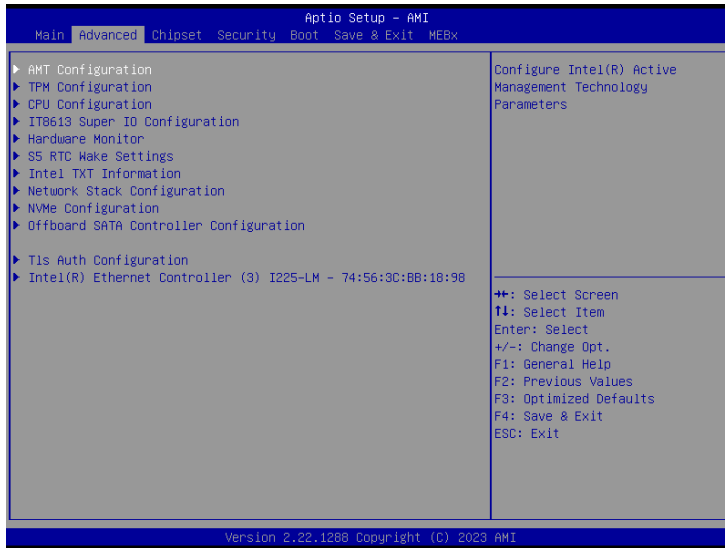 Aptio Setup – AMI
Main Advanced Chipset Security Boot Save & Exit MEBx
AMT Configuration
TPM Configuration
CPU Configuration
IT8613 Super IO Configuration
Hardware Monitor
S5 RTC Wake Settings
Intel TXT Information
Network Stack Configuration
NVMe Configuration
Offboard SATA Controller Configuration
Tls Auth Configuration
Intel(R) Ethernet Controller (3) I225-LM – 74:56:3C:BB:18:98
Configure Intel(R) Active
Management Technology
Parameters
→←: Select Screen
↑↓: Select Item
Enter: Select
+/-: Change Opt.
F1: General Help
F2: Previous Values
F3: Optimized Defaults
F4: Save & Exit
ESC: Exit
Version 2.22.1288 Copyright (C) 2023 AMI